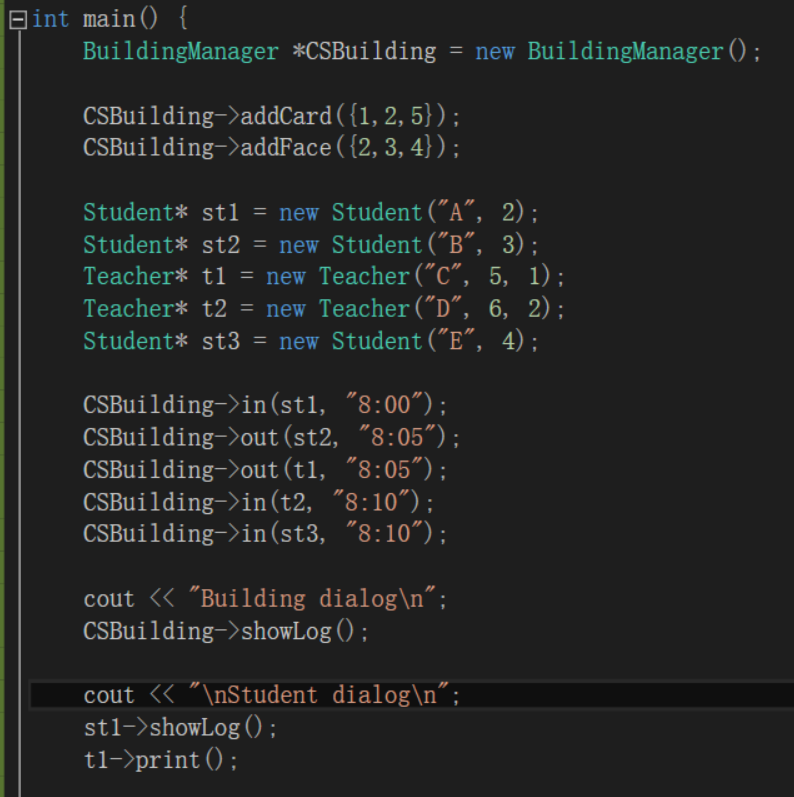 int main() {
BuildingManager *CSBuilding = new BuildingManager();
CSBuilding->addCard({1,2,5});
CSBuilding->addFace({2,3,4});
Student* st1 = new Student("A", 2);
Student* st2 = new Student("B", 3);
Teacher* t1 = new Teacher("C", 5, 1);
Teacher* t2 = new Teacher("D", 6, 2);
Student* st3 = new Student("E", 4);
CSBuilding->in(st1, "8:00");
CSBuilding->out(st2, "8:05");
CSBuilding->out(t1, "8:05");
CSBuilding->in(t2, "8:10");
CSBuilding->in(st3, "8:10");
cout << "Building dialog\n";
CSBuilding->showLog();
cout << "\nStudent dialog\n";
st1->showLog();
t1->print();